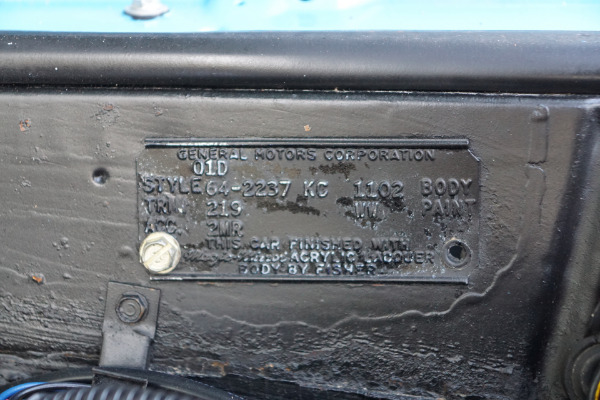 GENERAL MOTORS CORPORATION
01D
STYLE 64-2237 KC 1102 BODY
TRIM 219 WW PAINT
ACC. 2MR
THIS CAR FINISHED WITH
ACRYLIC LACQUER
BODY BY FISHER